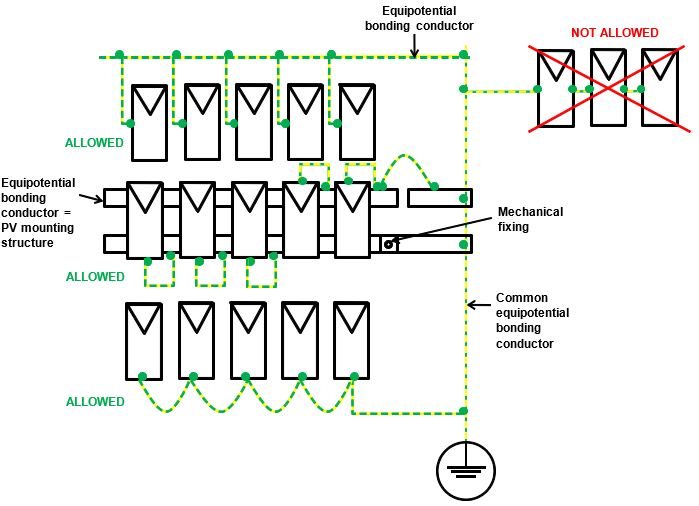 Equipotential
bonding conductor
NOT ALLOWED
ALLOWED
Equipotential
bonding
conductor =
PV mounting
structure
Mechanical
fixing
ALLOWED
Common
equipotential
bonding
conductor
ALLOWED